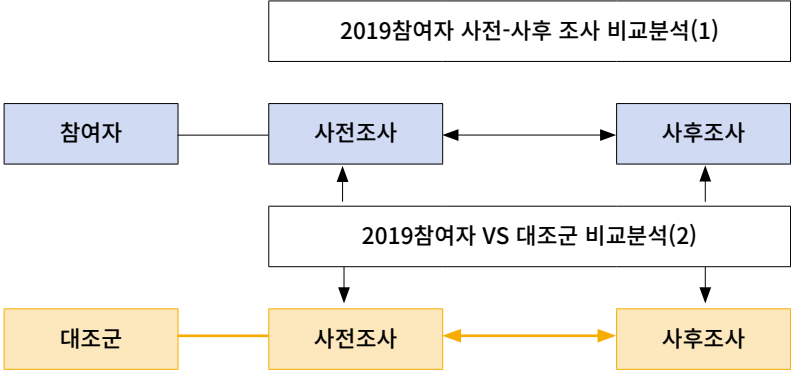 2019참여자 사전-사후 조사 비교분석(1)
참여자
사전조사
사후조사
2019참여자 VS 대조군 비교분석(2)
대조군
사전조사
사후조사